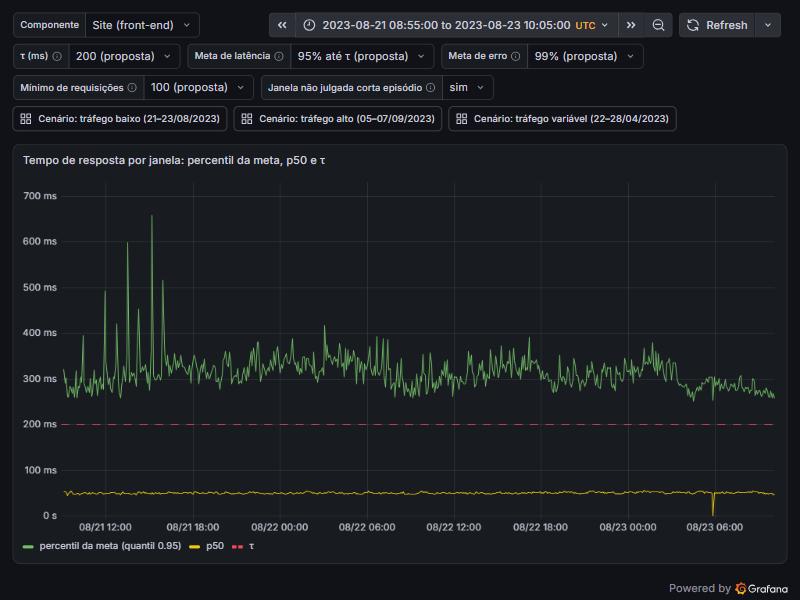 Componente Site (front-end) 2023-08-21 08:55:00 to 2023-08-23 10:05:00 UTC Refresh
τ (ms) 200 (proposta) Meta de latência 95% até τ (proposta) Meta de erro 99% (proposta)
Mínimo de requisições 100 (proposta) Janela não julgada corta episódio sim
Cenário: tráfego baixo (21–23/08/2023) Cenário: tráfego alto (05–07/09/2023) Cenário: tráfego variável (22–28/04/2023)
Tempo de resposta por janela: percentil da meta, p50 e τ
700 ms
600 ms
500 ms
400 ms
300 ms
200 ms
100 ms
0 s
08/21 12:00 08/21 18:00 08/22 00:00 08/22 06:00 08/22 12:00 08/22 18:00 08/23 00:00 08/23 06:00
percentil da meta (quantil 0.95) p50 τ
Powered by Grafana